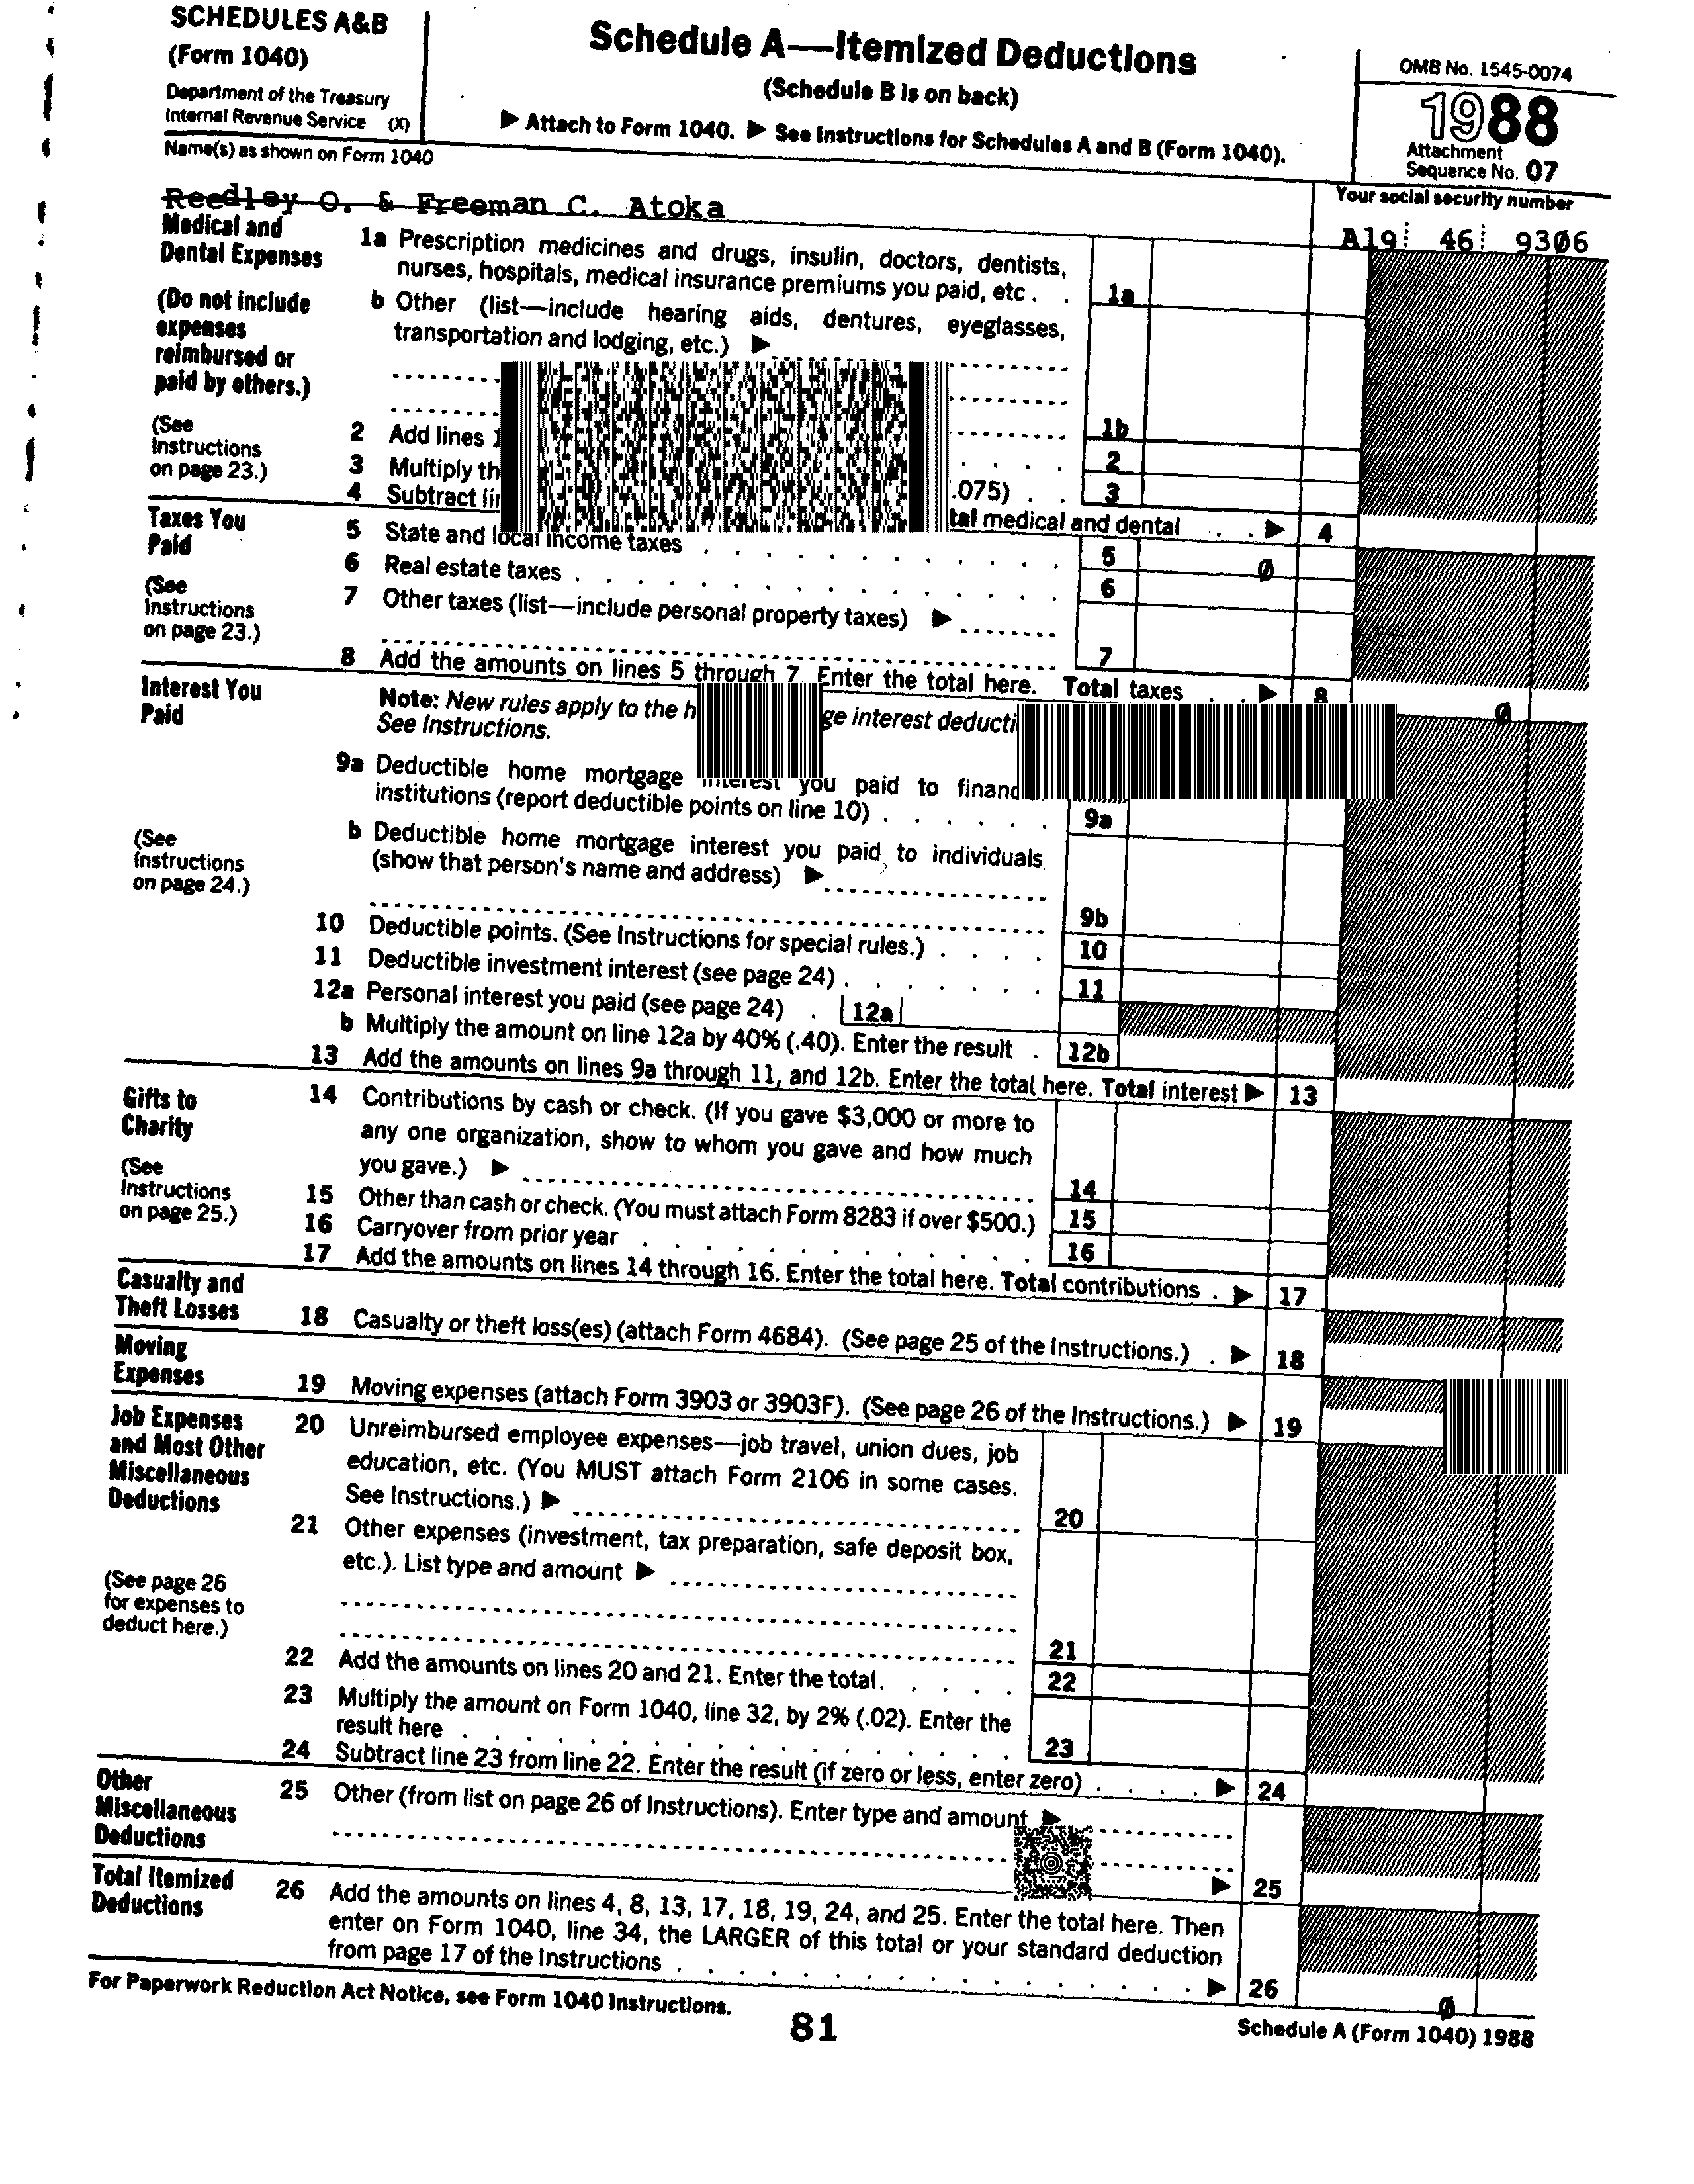 SCHEDULES A&B
(Form 1040)
Department of the Treasury
Internal Revenue Service (X)
Schedule A—Itemized Deductions
(Schedule B is on back)
▶ Attach to Form 1040. ▶ See Instructions for Schedules A and B (Form 1040).
OMB No. 1545-0074
1988
Attachment
Sequence No. 07
Name(s) as shown on Form 1040
Reedley O. & Freeman C. Atoka
Your social security number
A19 46 9306
Medical and
Dental Expenses
(Do not include
expenses
reimbursed or
paid by others.)
(See
Instructions
on page 23.)
1a Prescription medicines and drugs, insulin, doctors, dentists,
nurses, hospitals, medical insurance premiums you paid, etc . . 1a
b Other (list—include hearing aids, dentures, eyeglasses,
transportation and lodging, etc.) ▶
1b
2 Add lines 2
3 Multiply th .075) . . 3
4 Subtract tal medical and dental . . ▶ 4
Taxes You
Paid
(See
Instructions
on page 23.)
5 State and local income taxes 5 0
6 Real estate taxes 6
7 Other taxes (list—include personal property taxes) ▶
7
8 Add the amounts on lines 5 through 7. Enter the total here. Total taxes . . ▶ 8 0
Interest You
Paid
(See
Instructions
on page 24.)
Note: New rules apply to the h ge interest deducti
See Instructions.
9a Deductible home mortgage interest you paid to financ
institutions (report deductible points on line 10) 9a
b Deductible home mortgage interest you paid to individuals
(show that person's name and address) ▶
9b
10 Deductible points. (See Instructions for special rules.) 10
11 Deductible investment interest (see page 24) 11
12a Personal interest you paid (see page 24) . 12a
b Multiply the amount on line 12a by 40% (.40). Enter the result . 12b
13 Add the amounts on lines 9a through 11, and 12b. Enter the total here. Total interest ▶ 13
Gifts to
Charity
(See
Instructions
on page 25.)
14 Contributions by cash or check. (If you gave $3,000 or more to
any one organization, show to whom you gave and how much
you gave.) ▶ 14
15 Other than cash or check. (You must attach Form 8283 if over $500.) 15
16 Carryover from prior year 16
17 Add the amounts on lines 14 through 16. Enter the total here. Total contributions . ▶ 17
Casualty and
Theft Losses
18 Casualty or theft loss(es) (attach Form 4684). (See page 25 of the Instructions.) . ▶ 18
Moving
Expenses
19 Moving expenses (attach Form 3903 or 3903F). (See page 26 of the Instructions.) ▶ 19
Job Expenses
and Most Other
Miscellaneous
Deductions
(See page 26
for expenses to
deduct here.)
20 Unreimbursed employee expenses—job travel, union dues, job
education, etc. (You MUST attach Form 2106 in some cases.
See Instructions.) ▶ 20
21 Other expenses (investment, tax preparation, safe deposit box,
etc.). List type and amount ▶
21
22 Add the amounts on lines 20 and 21. Enter the total. 22
23 Multiply the amount on Form 1040, line 32, by 2% (.02). Enter the
result here 23
24 Subtract line 23 from line 22. Enter the result (if zero or less, enter zero) ▶ 24
Other
Miscellaneous
Deductions
25 Other (from list on page 26 of Instructions). Enter type and amount ▶
▶ 25
Total Itemized
Deductions
26 Add the amounts on lines 4, 8, 13, 17, 18, 19, 24, and 25. Enter the total here. Then
enter on Form 1040, line 34, the LARGER of this total or your standard deduction
from page 17 of the Instructions ▶ 26 0
For Paperwork Reduction Act Notice, see Form 1040 Instructions.
81
Schedule A (Form 1040) 1988